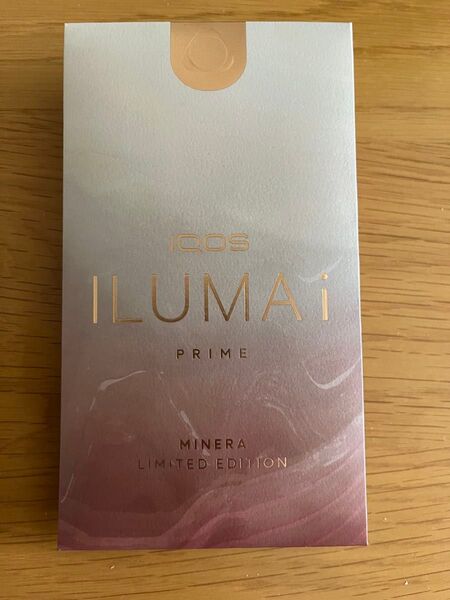 IQOS
ILUMA i
PRIME
MINERA
LIMITED EDITION